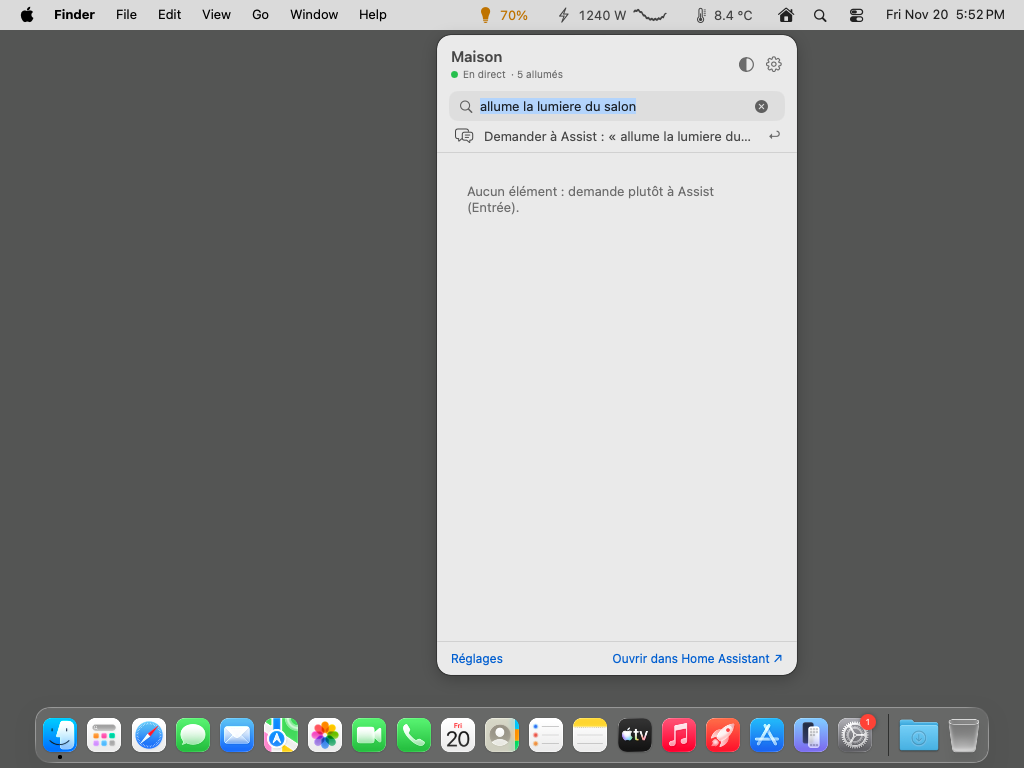 Finder File Edit View Go Window Help 70% 1240 W 8.4 °C Fri Nov 20 5:52 PM
Maison
En direct · 5 allumés
allume la lumiere du salon
Demander à Assist : « allume la lumiere du...
Aucun élément : demande plutôt à Assist
(Entrée).
Réglages Ouvrir dans Home Assistant ↗
Fri
20
tv
1